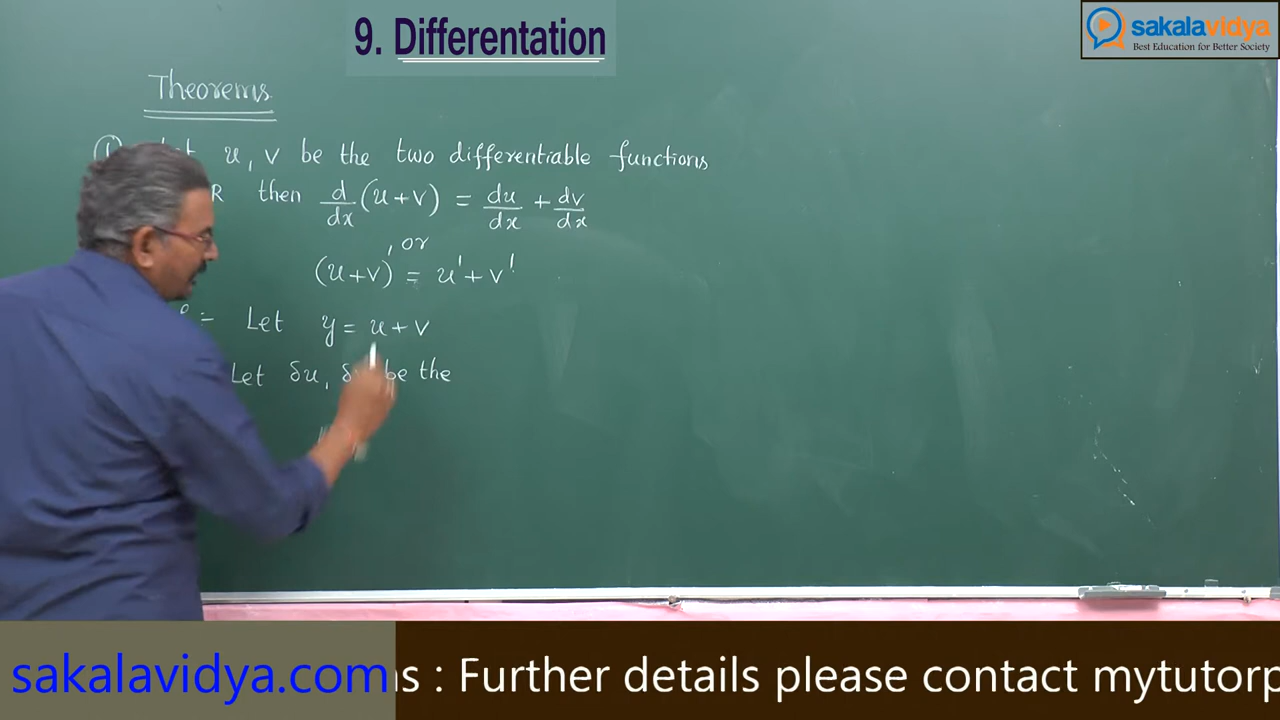 9. Differentation
sakalavidya
Best Education for Better Society
Theorems
u, v be the two differentiable functions
R then d/dx (u+v) = du/dx + dv/dx
, or
(u+v)' = u' + v'
Let y = u + v
Let δu, be the
sakalavidya.com
s : Further details please contact mytutorp